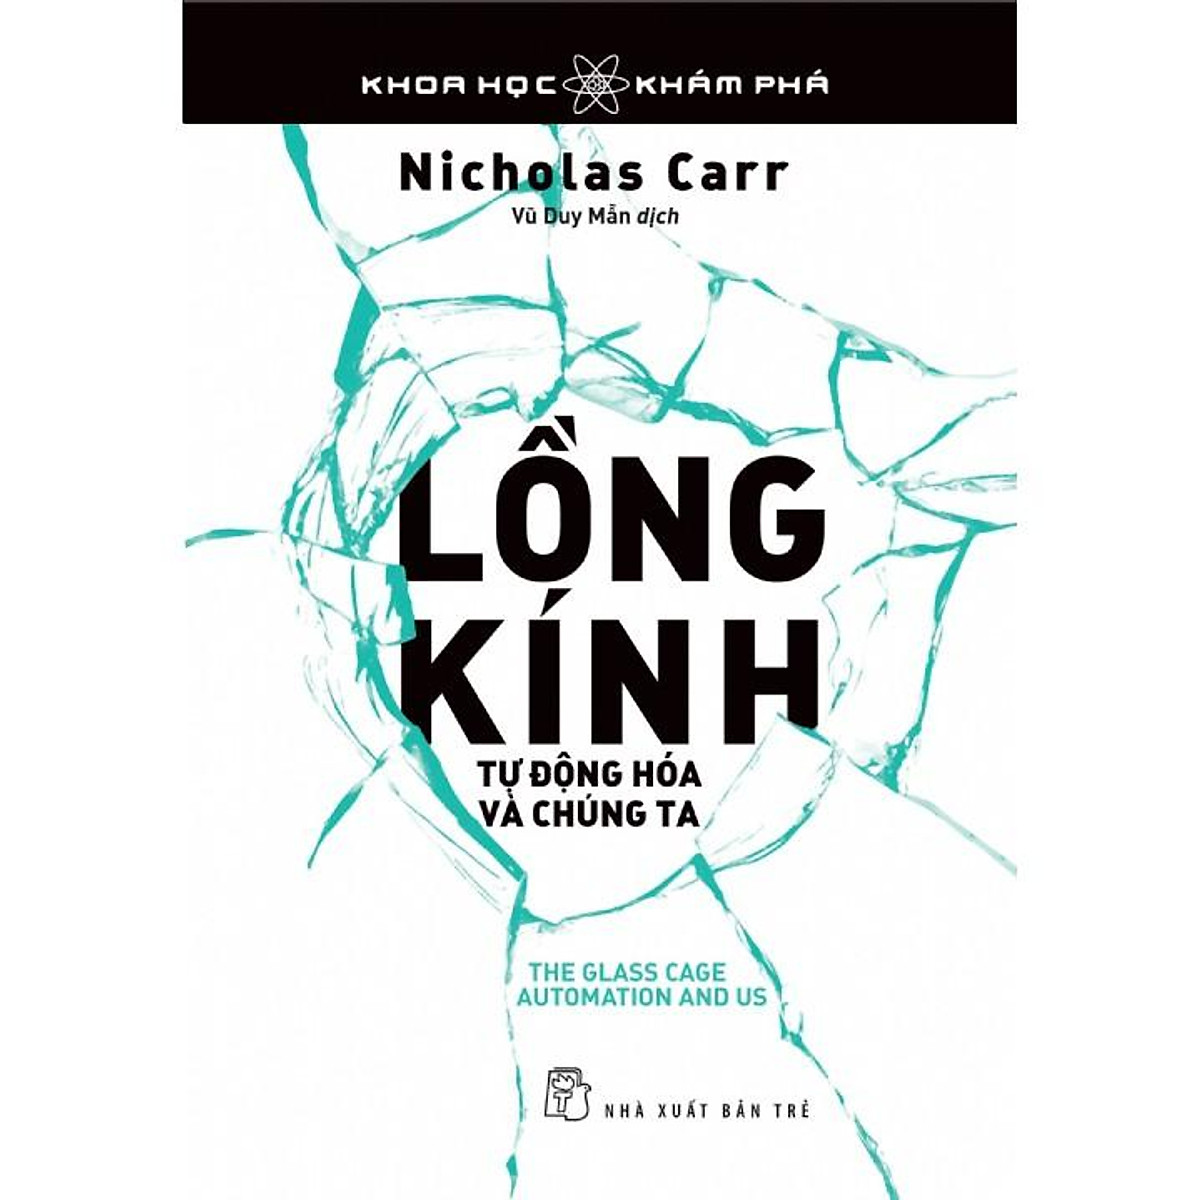 KHOA HỌC KHÁM PHÁ
Nicholas Carr
Vũ Duy Mẫn dịch
LỒNG
KÍNH
TỰ ĐỘNG HÓA
VÀ CHÚNG TA
THE GLASS CAGE
AUTOMATION AND US
T
NHÀ XUẤT BẢN TRẺ